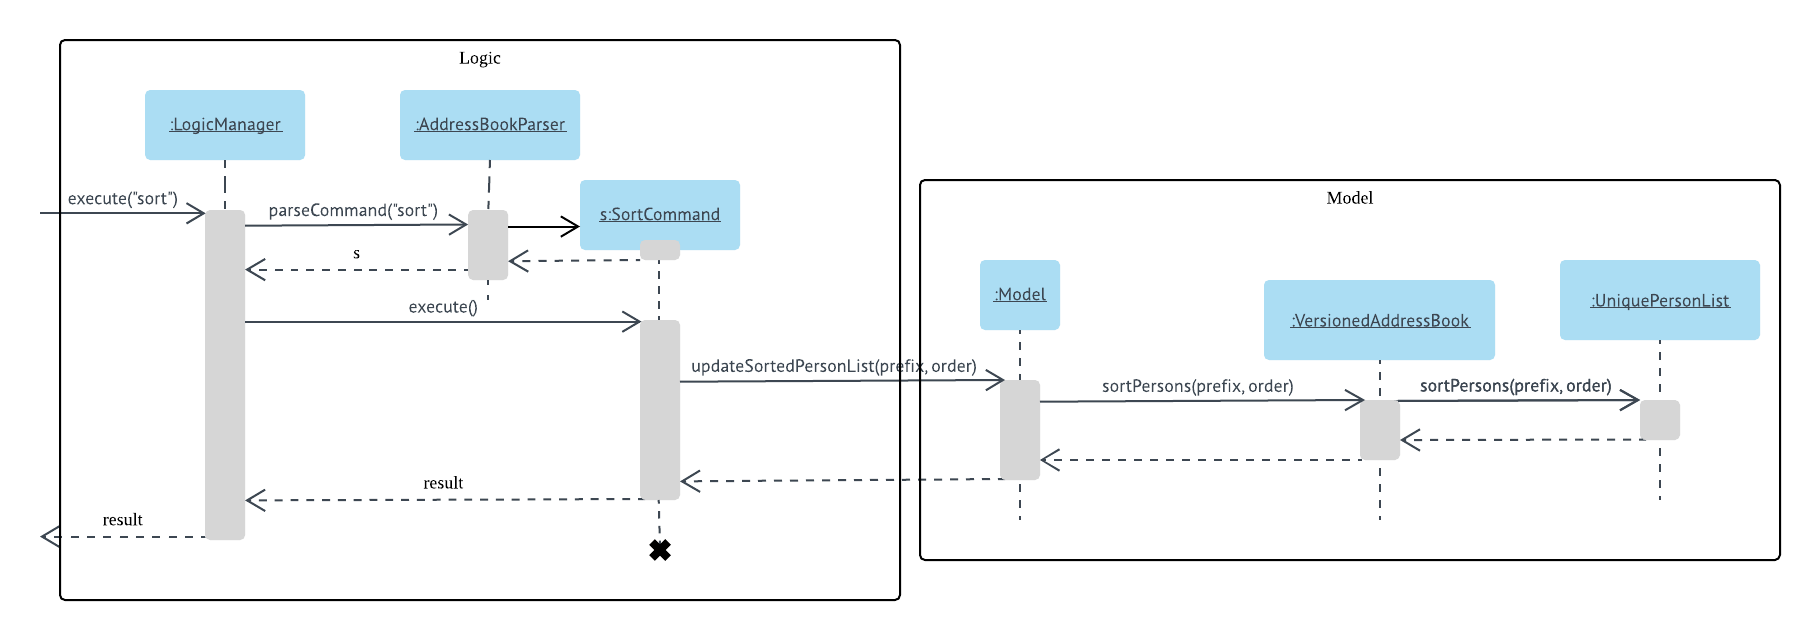 Logic
:LogicManager
:AddressBookParser
execute("sort")
parseCommand("sort")
s:SortCommand
s
execute()
Model
:Model
:VersionedAddressBook
:UniquePersonList
updateSortedPersonList(prefix, order)
sortPersons(prefix, order)
sortPersons(prefix, order)
result
result